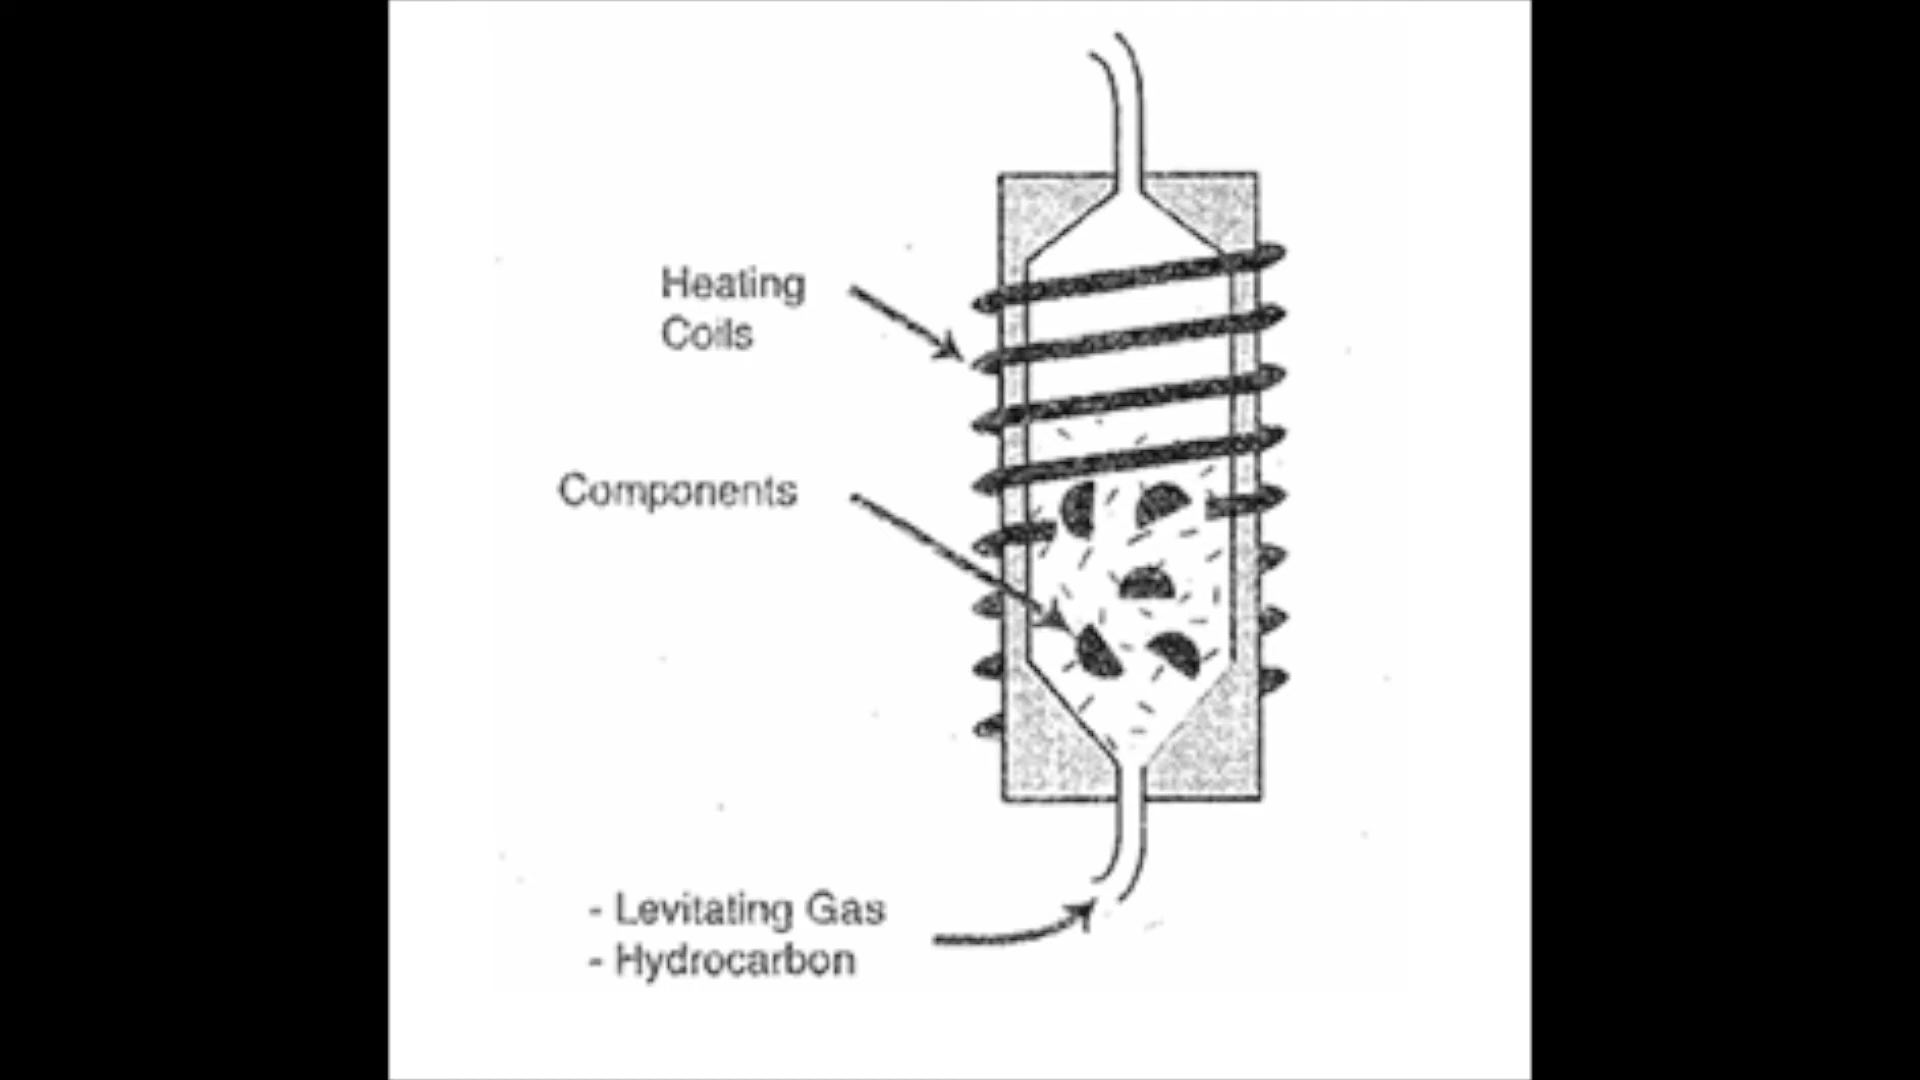 Heating
Coils
Components
- Levitating Gas
- Hydrocarbon